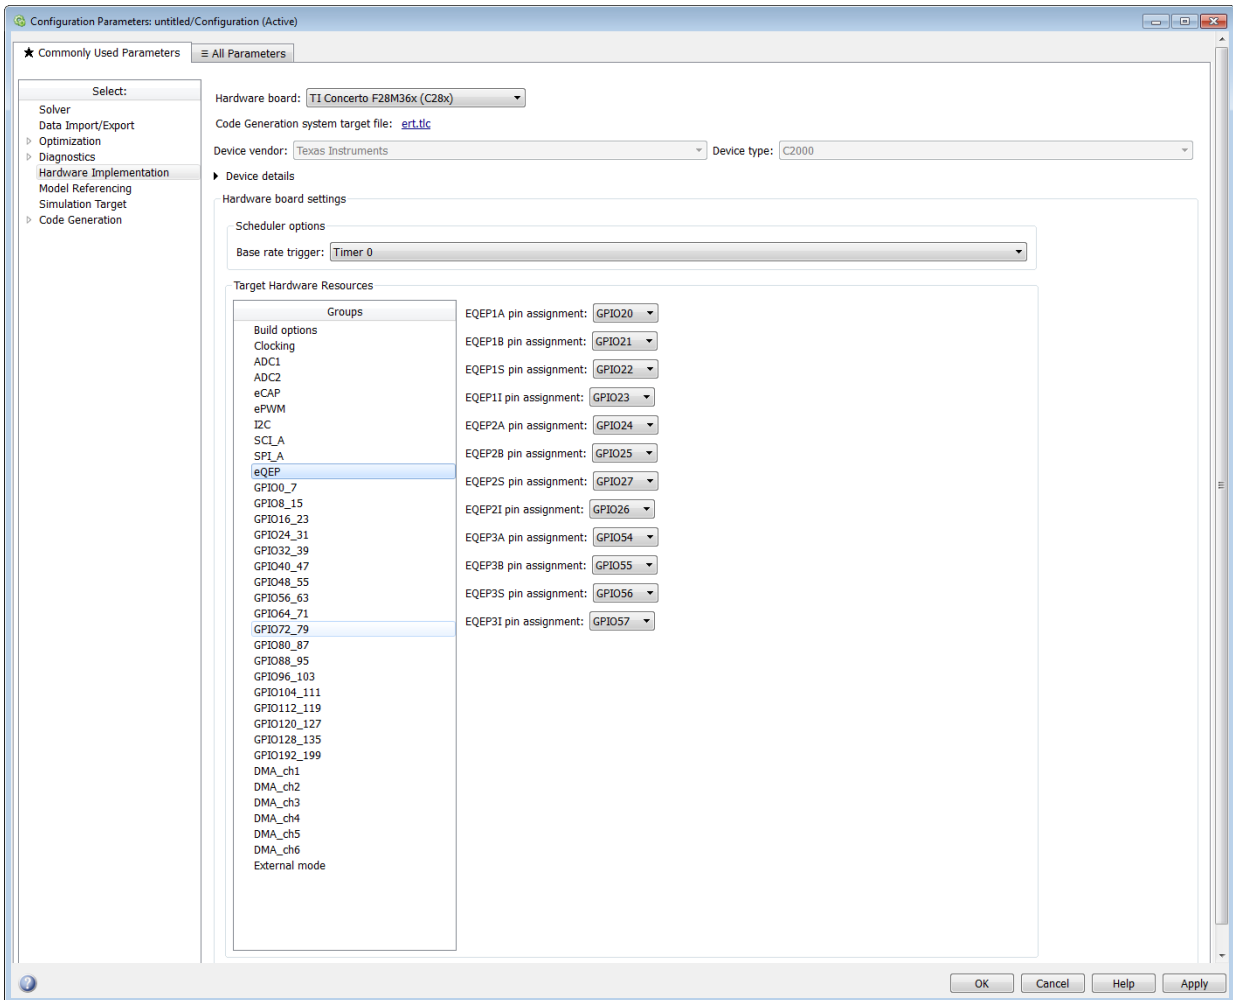 Configuration Parameters: untitled/Configuration (Active)
★ Commonly Used Parameters
≡ All Parameters
Select:
Solver
Data Import/Export
Optimization
Diagnostics
Hardware Implementation
Model Referencing
Simulation Target
Code Generation
Hardware board: TI Concerto F28M36x (C28x)
Code Generation system target file: ert.tlc
Device vendor: Texas Instruments Device type: C2000
Device details
Hardware board settings
Scheduler options
Base rate trigger: Timer 0
Target Hardware Resources
Groups
Build options
Clocking
ADC1
ADC2
eCAP
ePWM
I2C
SCI_A
SPI_A
eQEP
GPIO0_7
GPIO8_15
GPIO16_23
GPIO24_31
GPIO32_39
GPIO40_47
GPIO48_55
GPIO56_63
GPIO64_71
GPIO72_79
GPIO80_87
GPIO88_95
GPIO96_103
GPIO104_111
GPIO112_119
GPIO120_127
GPIO128_135
GPIO192_199
DMA_ch1
DMA_ch2
DMA_ch3
DMA_ch4
DMA_ch5
DMA_ch6
External mode
EQEP1A pin assignment: GPIO20
EQEP1B pin assignment: GPIO21
EQEP1S pin assignment: GPIO22
EQEP1I pin assignment: GPIO23
EQEP2A pin assignment: GPIO24
EQEP2B pin assignment: GPIO25
EQEP2S pin assignment: GPIO27
EQEP2I pin assignment: GPIO26
EQEP3A pin assignment: GPIO54
EQEP3B pin assignment: GPIO55
EQEP3S pin assignment: GPIO56
EQEP3I pin assignment: GPIO57
OK Cancel Help Apply